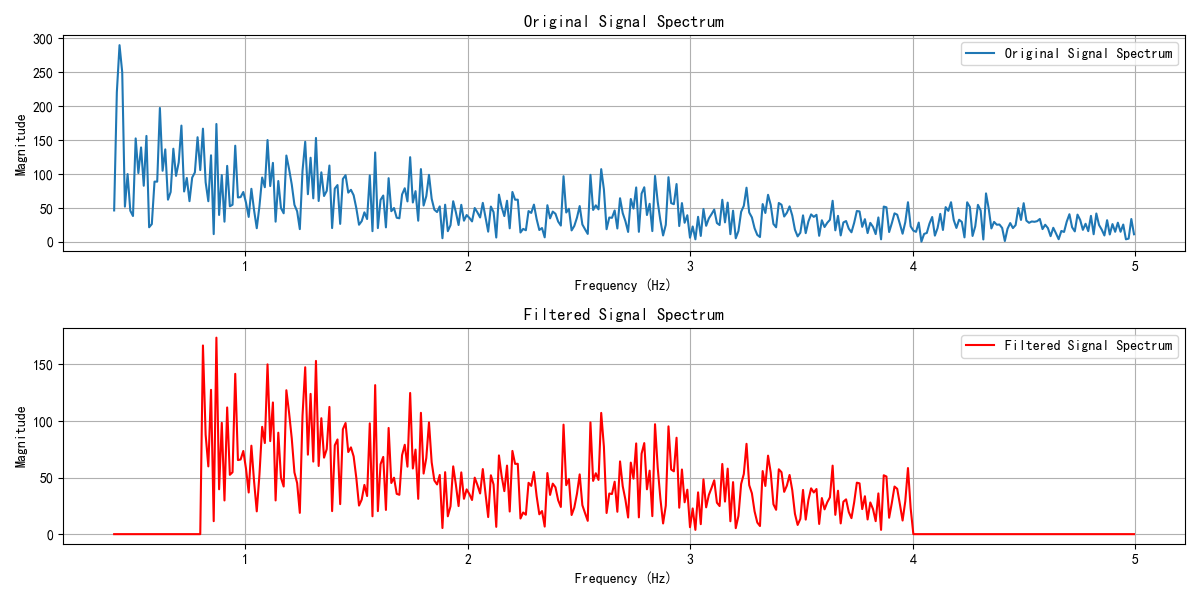 Original Signal Spectrum
300
250
200
150
100
50
0
Magnitude
Original Signal Spectrum
1 2 3 4 5
Frequency (Hz)
Filtered Signal Spectrum
150
100
50
0
Magnitude
Filtered Signal Spectrum
1 2 3 4 5
Frequency (Hz)